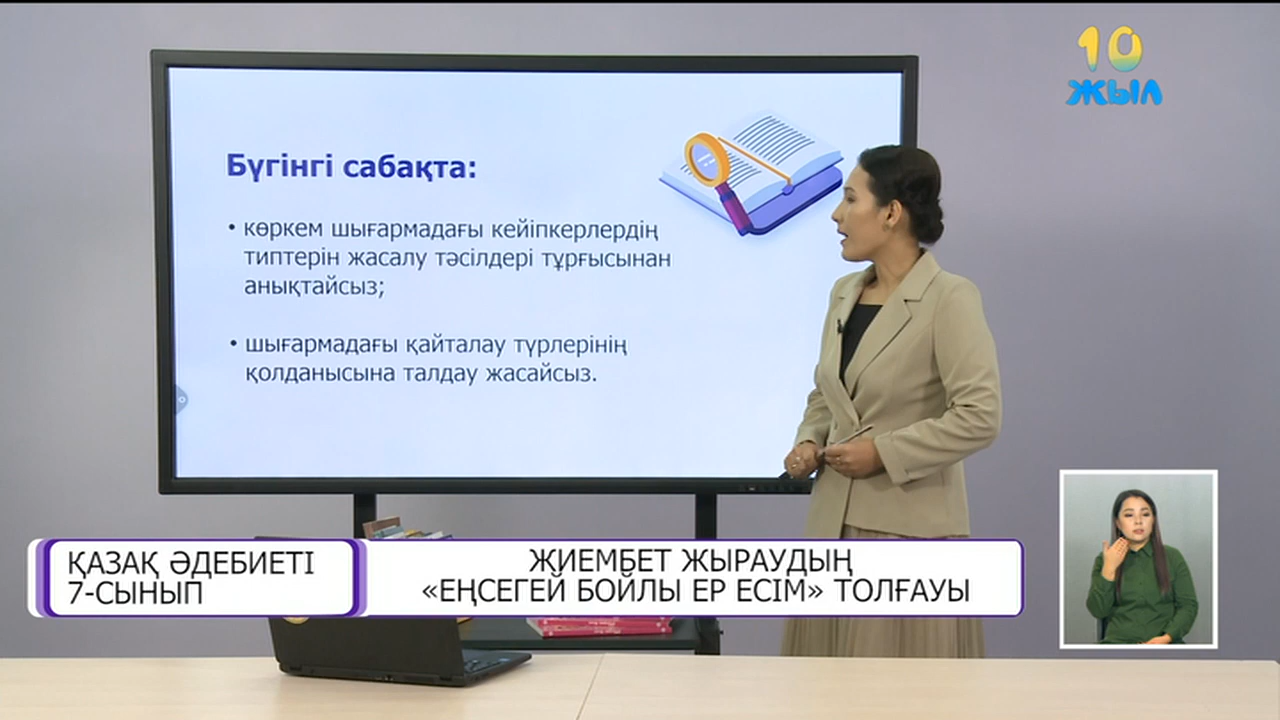 10
ЖЫЛ
Бүгінгі сабақта:
• көркем шығармадағы кейіпкерлердің
типтерін жасалу тәсілдері тұрғысынан
анықтайсыз;
• шығармадағы қайталау түрлерінің
қолданысына талдау жасайсыз.
ҚАЗАҚ ӘДЕБИЕТІ
7-СЫНЫП
ЖИЕМБЕТ ЖЫРАУДЫҢ
«ЕҢСЕГЕЙ БОЙЛЫ ЕР ЕСІМ» ТОЛҒАУЫ